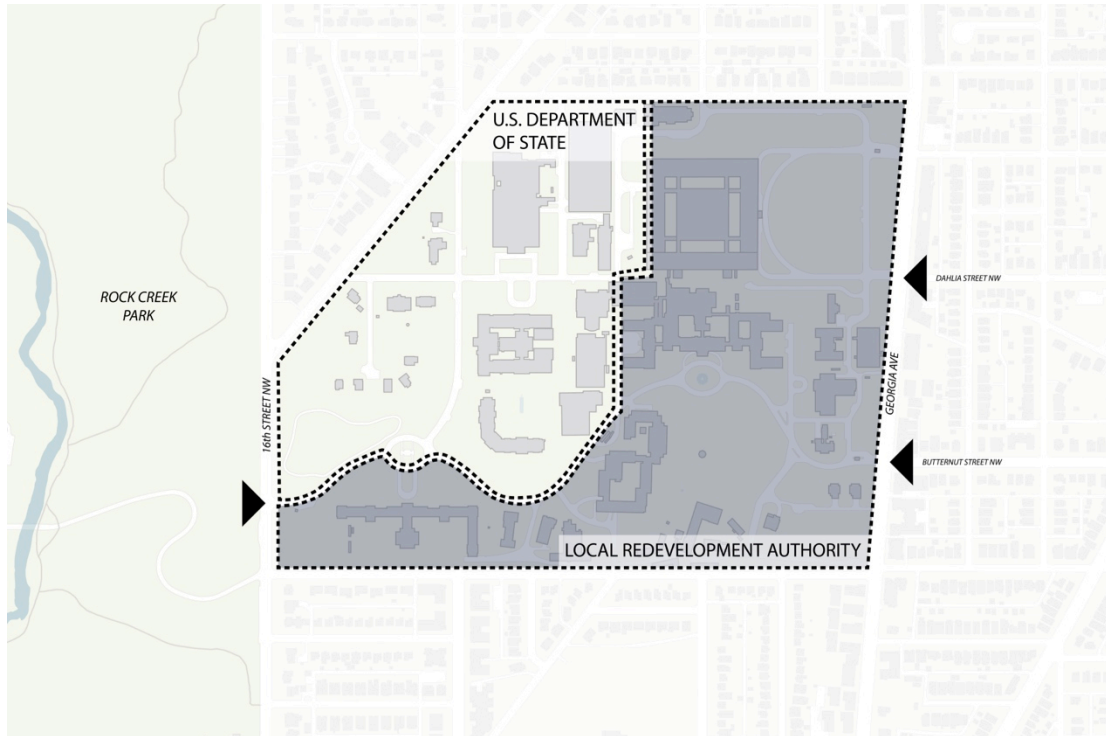 U.S. DEPARTMENT
OF STATE
ROCK CREEK
PARK
DAHLIA STREET NW
16th STREET NW
GEORGIA AVE
BUTTERNUT STREET NW
LOCAL REDEVELOPMENT AUTHORITY